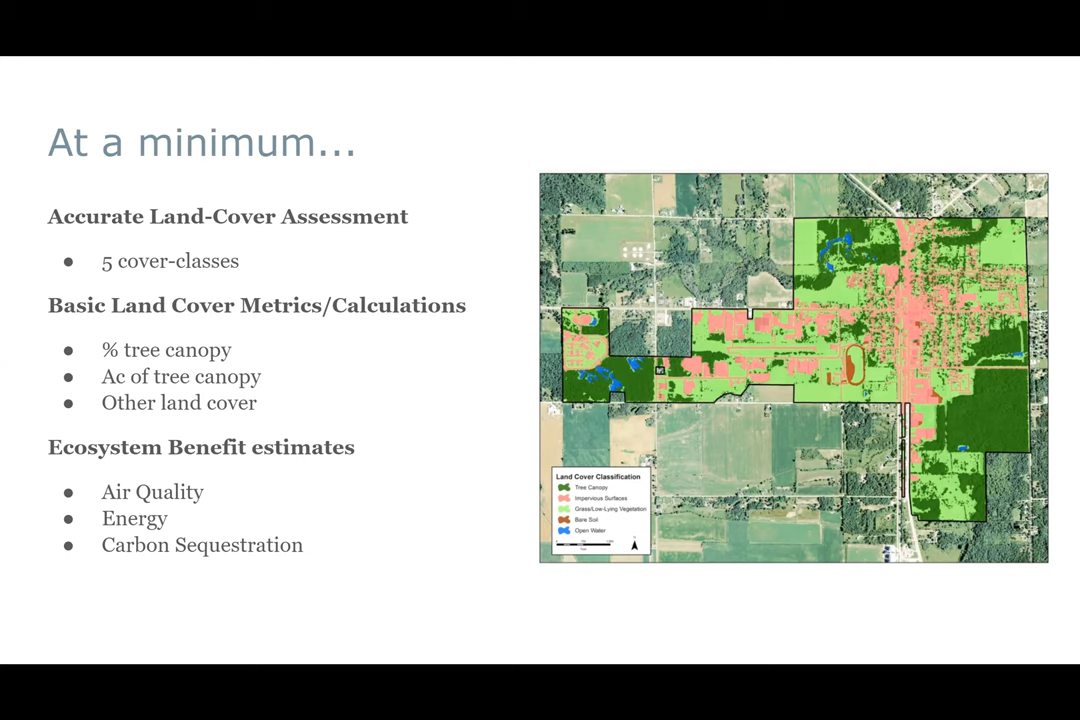 At a minimum...
Accurate Land-Cover Assessment
● 5 cover-classes
Basic Land Cover Metrics/Calculations
● % tree canopy
● Ac of tree canopy
● Other land cover
Ecosystem Benefit estimates
● Air Quality
● Energy
● Carbon Sequestration
Land Cover Classification
Tree Canopy
Impervious Surfaces
Grass/Low-Lying Vegetation
Bare Soil
Open Water